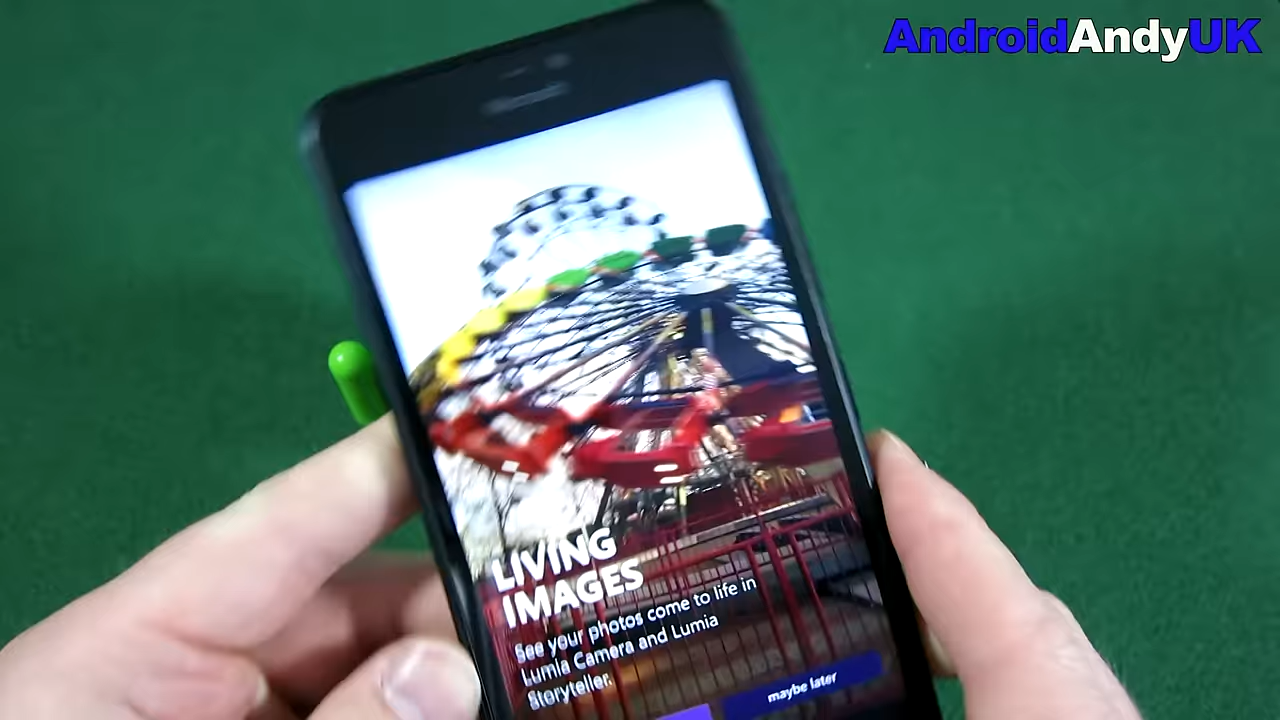 AndroidAndyUK
LIVING
IMAGES
See your photos come to life in
Lumia Camera and Lumia
Storyteller.
maybe later